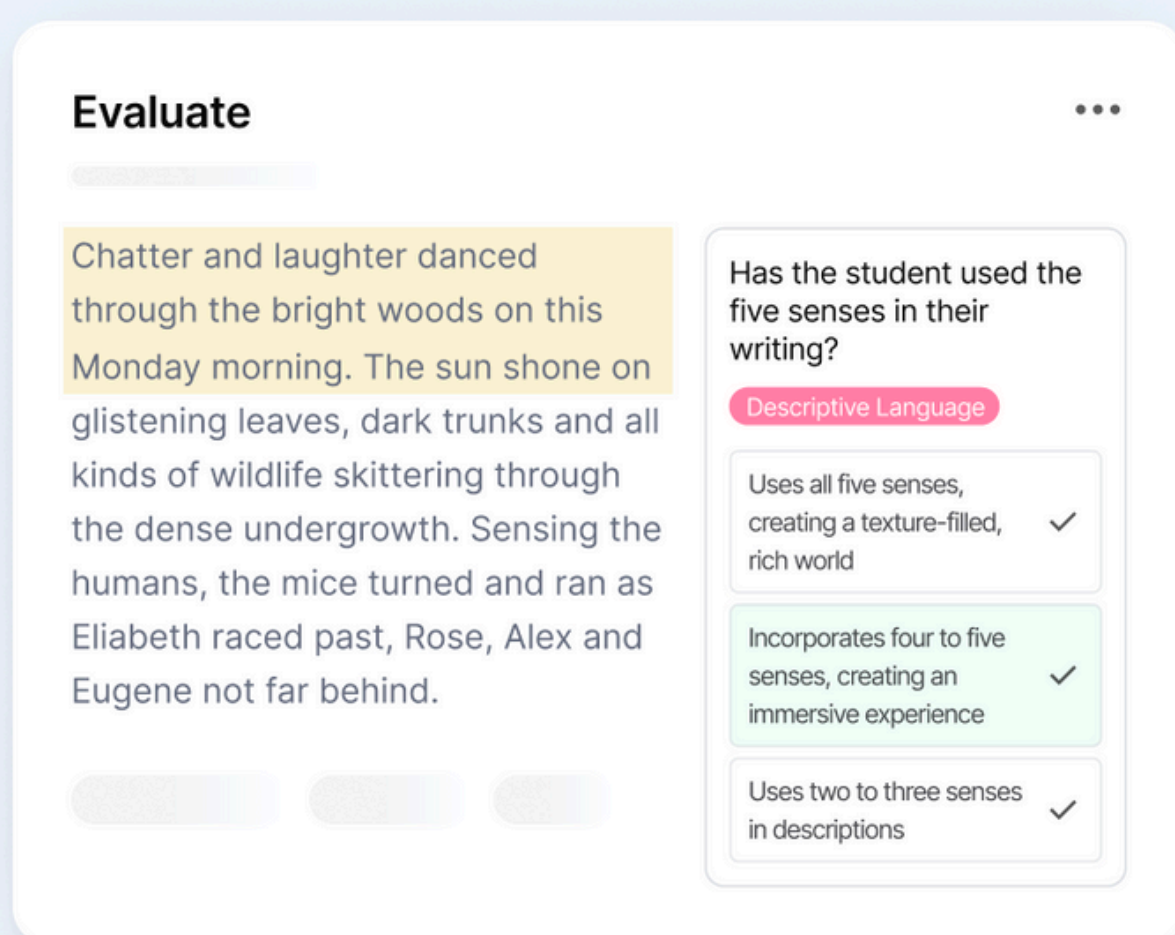 Evaluate
Chatter and laughter danced
through the bright woods on this
Monday morning. The sun shone on
glistening leaves, dark trunks and all
kinds of wildlife skittering through
the dense undergrowth. Sensing the
humans, the mice turned and ran as
Eliabeth raced past, Rose, Alex and
Eugene not far behind.
Has the student used the
five senses in their
writing?
Descriptive Language
Uses all five senses,
creating a texture-filled,
rich world
Incorporates four to five
senses, creating an
immersive experience
Uses two to three senses
in descriptions